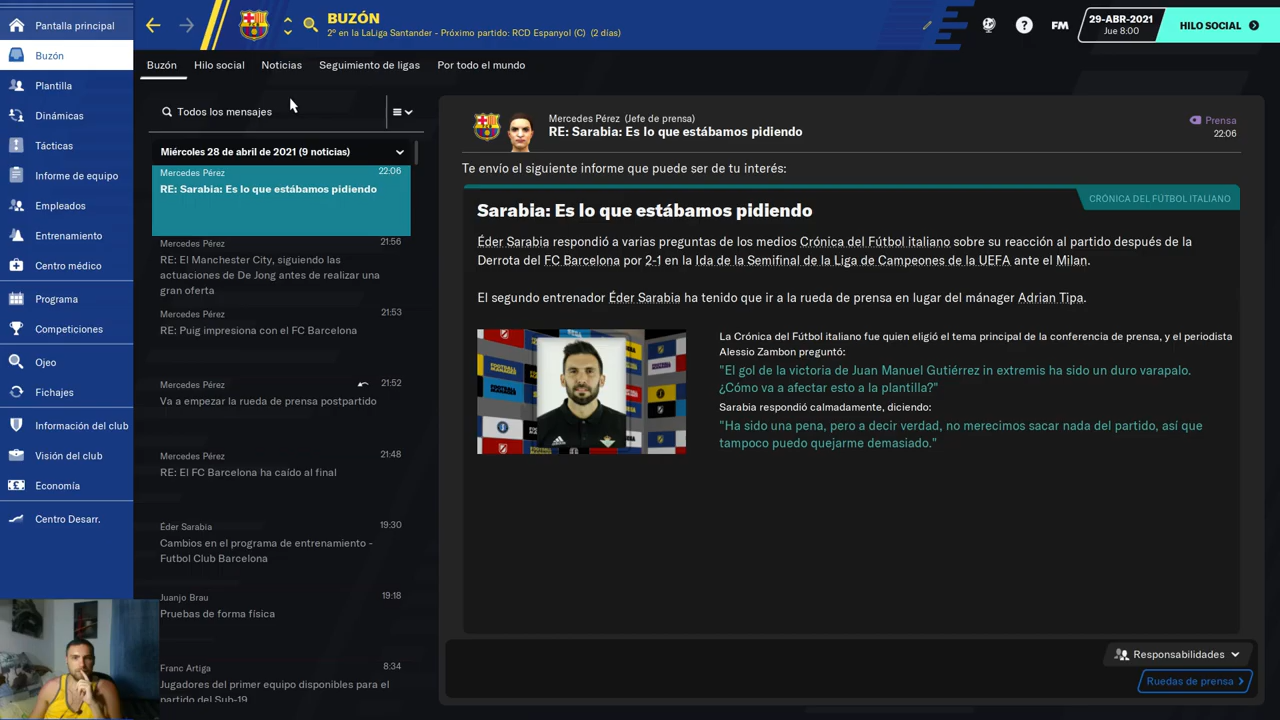 Pantalla principal
Buzón
Plantilla
Dinámicas
Tácticas
Informe de equipo
Empleados
Entrenamiento
Centro médico
Programa
Competiciones
Ojeo
Fichajes
Información del club
Visión del club
Economía
Centro Desarr.
BUZÓN
2º en la LaLiga Santander - Próximo partido: RCD Espanyol (C) (2 días)
FM
29-ABR-2021
Jue 8:00
HILO SOCIAL
Buzón
Hilo social
Noticias
Seguimiento de ligas
Por todo el mundo
Todos los mensajes
Miércoles 28 de abril de 2021 (9 noticias)
Mercedes Pérez 22:06
RE: Sarabia: Es lo que estábamos pidiendo
Mercedes Pérez 21:56
RE: El Manchester City, siguiendo las
actuaciones de De Jong antes de realizar una
gran oferta
Mercedes Pérez 21:53
RE: Puig impresiona con el FC Barcelona
Mercedes Pérez 21:52
Va a empezar la rueda de prensa postpartido
Mercedes Pérez 21:48
RE: El FC Barcelona ha caído al final
Éder Sarabia 19:30
Cambios en el programa de entrenamiento -
Futbol Club Barcelona
Juanjo Brau 19:18
Pruebas de forma física
Franc Artiga 8:34
Jugadores del primer equipo disponibles para el
partido del Sub-19
Mercedes Pérez (Jefe de prensa)
RE: Sarabia: Es lo que estábamos pidiendo
Prensa
22:06
Te envío el siguiente informe que puede ser de tu interés:
CRÓNICA DEL FÚTBOL ITALIANO
Sarabia: Es lo que estábamos pidiendo
Éder Sarabia respondió a varias preguntas de los medios Crónica del Fútbol italiano sobre su reacción al partido después de la
Derrota del FC Barcelona por 2-1 en la Ida de la Semifinal de la Liga de Campeones de la UEFA ante el Milan.
El segundo entrenador Éder Sarabia ha tenido que ir a la rueda de prensa en lugar del mánager Adrian Tipa.
La Crónica del Fútbol italiano fue quien eligió el tema principal de la conferencia de prensa, y el periodista
Alessio Zambon preguntó:
"El gol de la victoria de Juan Manuel Gutiérrez in extremis ha sido un duro varapalo.
¿Cómo va a afectar esto a la plantilla?"
Sarabia respondió calmadamente, diciendo:
"Ha sido una pena, pero a decir verdad, no merecimos sacar nada del partido, así que
tampoco puedo quejarme demasiado."
Responsabilidades
Ruedas de prensa